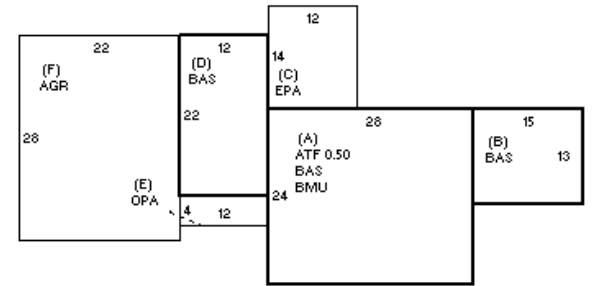 12
22
12
(F)
AGR
(D)
BAS
14
(C)
EPA
22
28
28
(A)
ATF 0.50
BAS
BMU
15
(B)
BAS
13
(E)
OPA
4
12
24